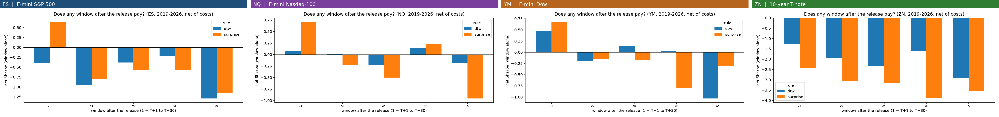 ES | E-mini S&P 500
Does any window after the release pay? (ES, 2019-2026, net of costs)
net Sharpe (window alone)
0.50
0.25
0.00
−0.25
−0.50
−0.75
−1.00
−1.25
rule
dtw
surprise
1
2
3
4
5
window after the release (1 = T+1 to T+30)
NQ | E-mini Nasdaq-100
Does any window after the release pay? (NQ, 2019-2026, net of costs)
net Sharpe (window alone)
0.75
0.50
0.25
0.00
−0.25
−0.50
−0.75
−1.00
rule
dtw
surprise
1
2
3
4
5
window after the release (1 = T+1 to T+30)
YM | E-mini Dow
Does any window after the release pay? (YM, 2019-2026, net of costs)
net Sharpe (window alone)
0.75
0.50
0.25
0.00
−0.25
−0.50
−0.75
−1.00
rule
dtw
surprise
1
2
3
4
5
window after the release (1 = T+1 to T+30)
ZN | 10-year T-note
Does any window after the release pay? (ZN, 2019-2026, net of costs)
net Sharpe (window alone)
0.0
−0.5
−1.0
−1.5
−2.0
−2.5
−3.0
−3.5
−4.0
rule
dtw
surprise
1
2
3
4
5
window after the release (1 = T+1 to T+30)